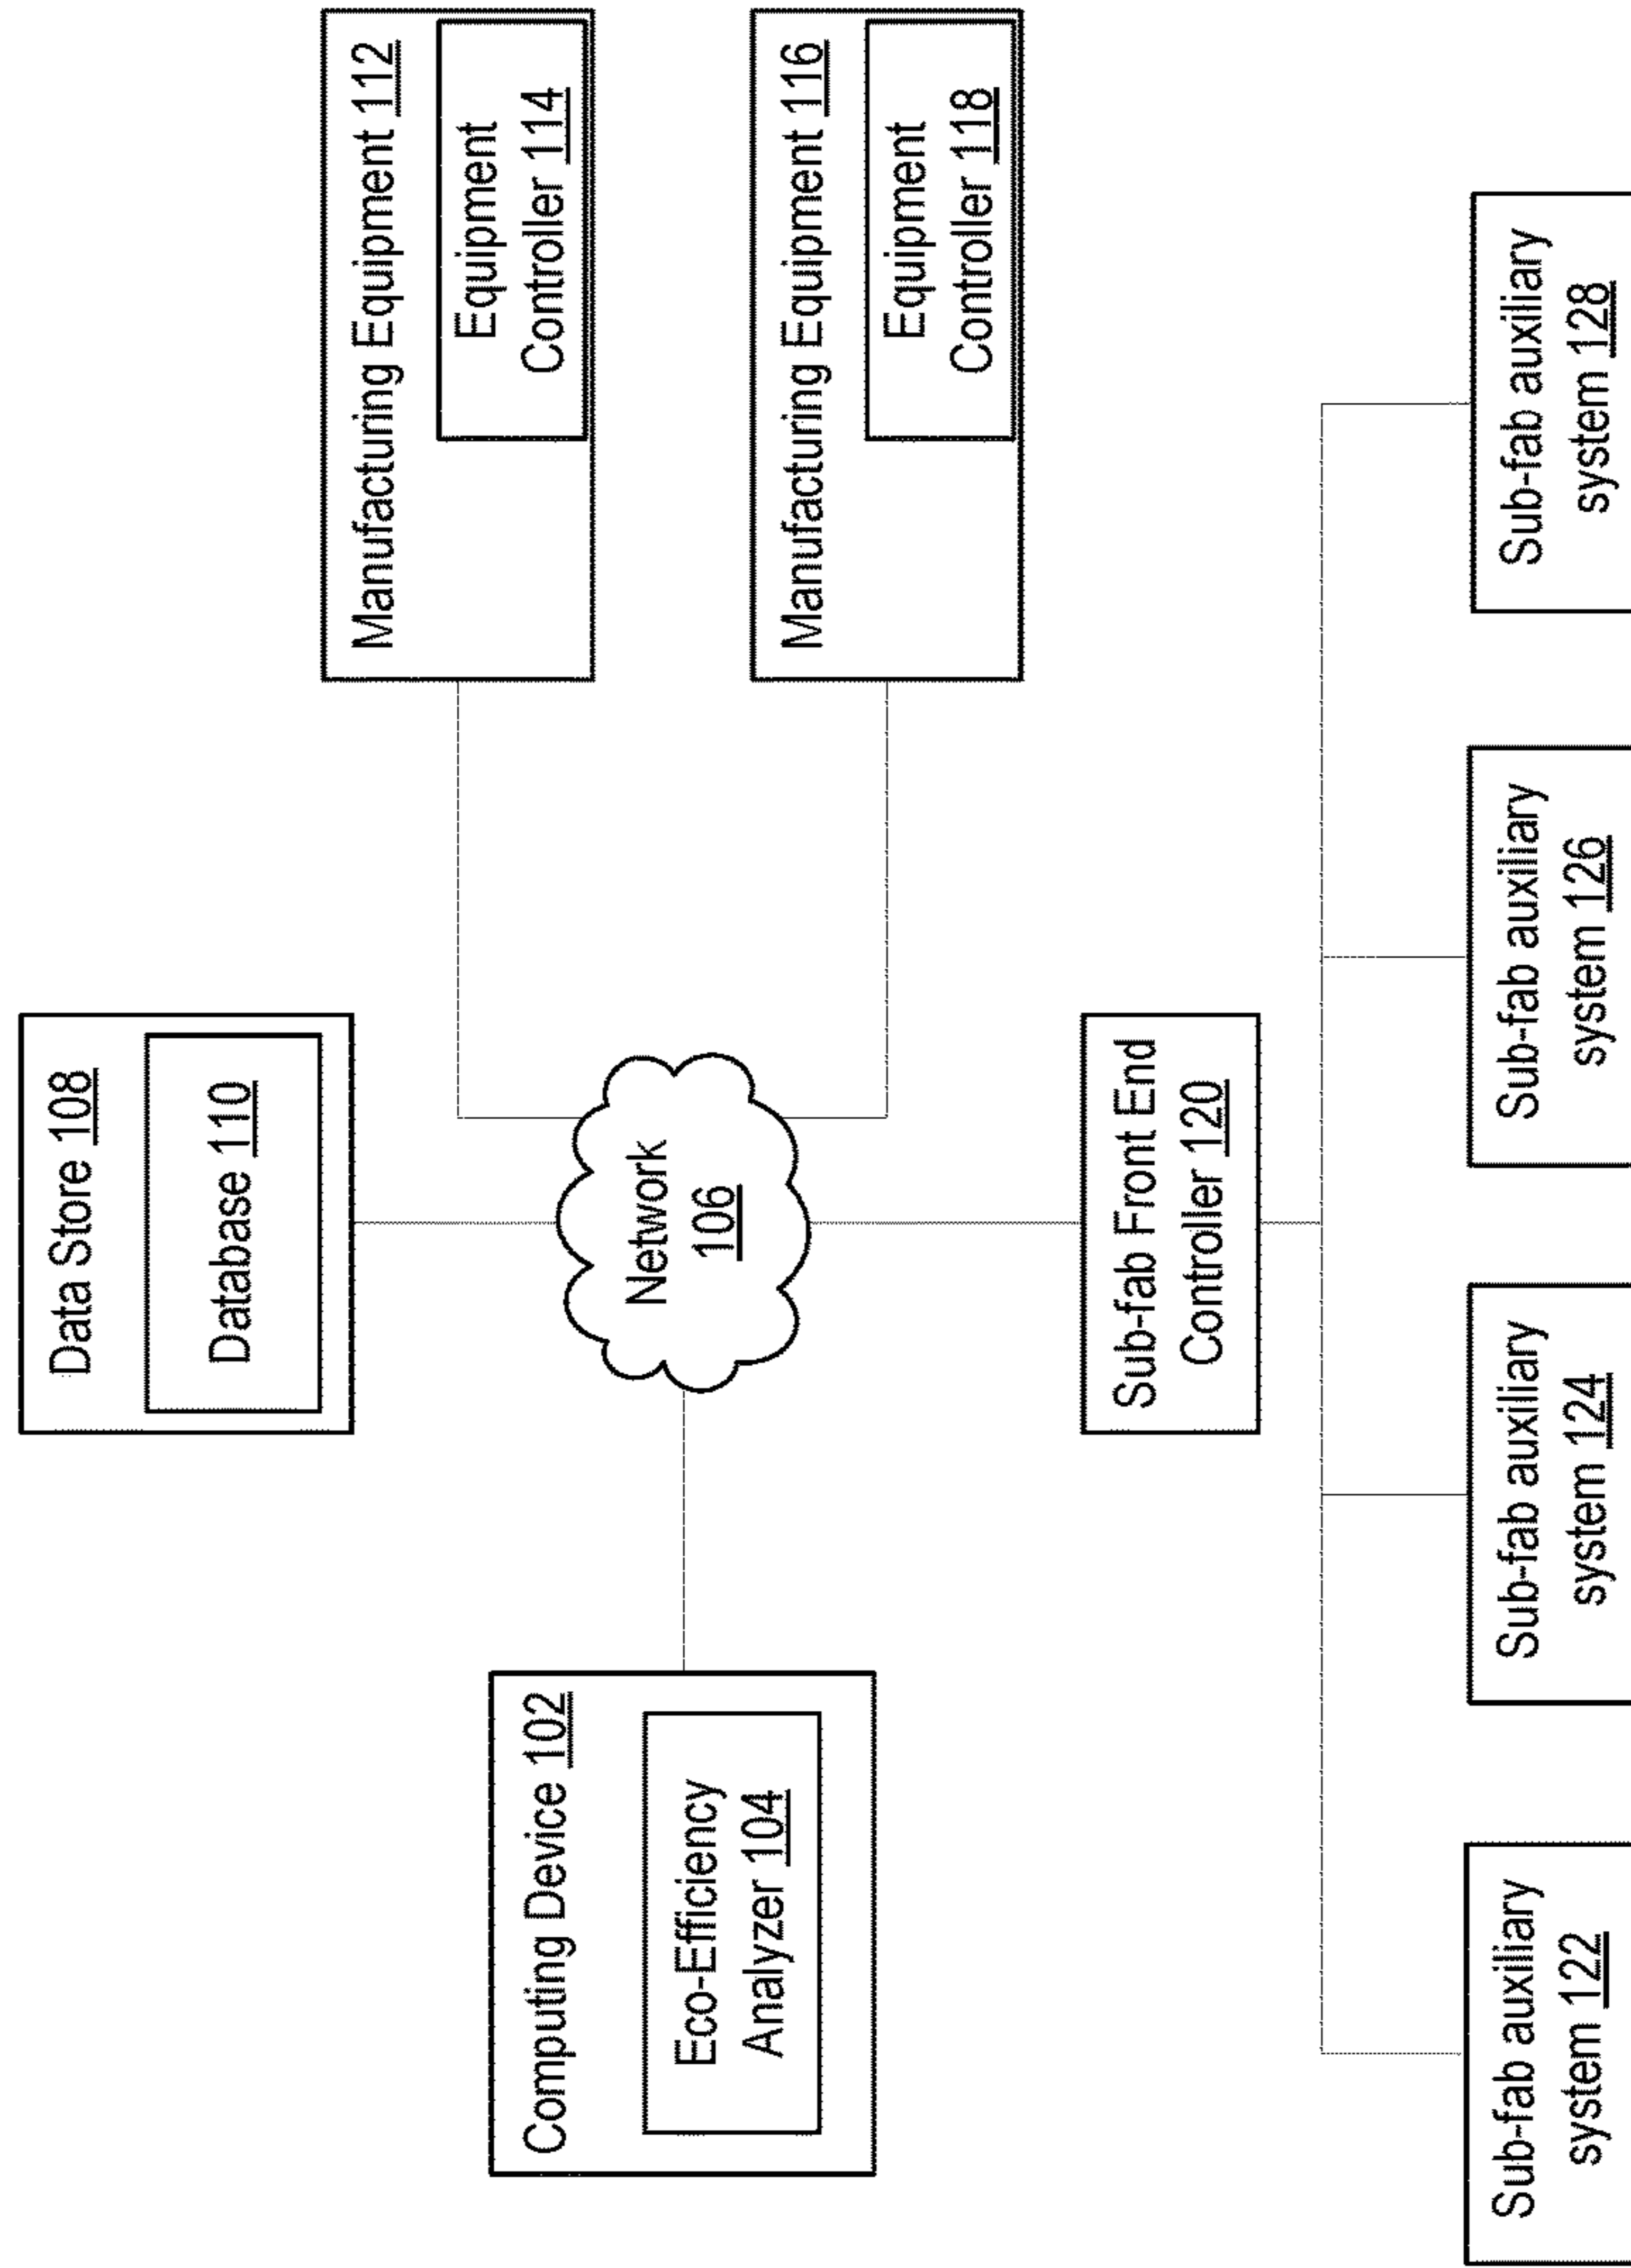 Data Store 108
Database 110
Manufacturing Equipment 112
Equipment
Controller 114
Computing Device 102
Eco-Efficiency
Analyzer 104
Network
106
Manufacturing Equipment 116
Equipment
Controller 118
Sub-fab Front End
Controller 120
Sub-fab auxiliary
system 122
Sub-fab auxiliary
system 124
Sub-fab auxiliary
system 126
Sub-fab auxiliary
system 128